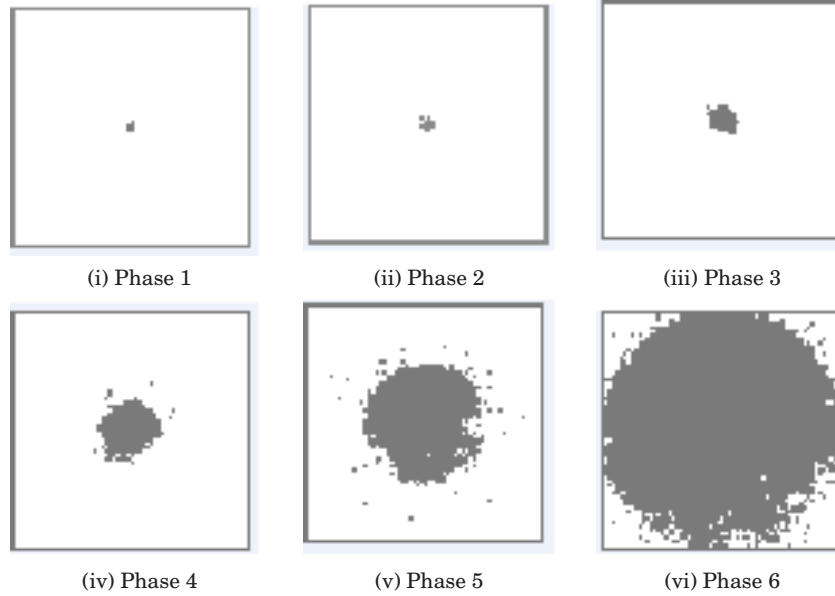 (i) Phase 1
(ii) Phase 2
(iii) Phase 3
(iv) Phase 4
(v) Phase 5
(vi) Phase 6